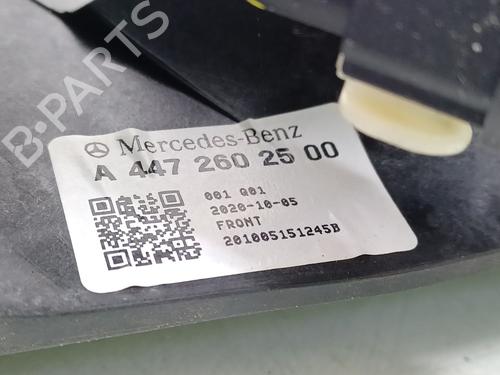 B-PARTS
Mercedes-Benz
A 447 260 25 00
001 Q01
2020-10-05
FRONT
201005151245B